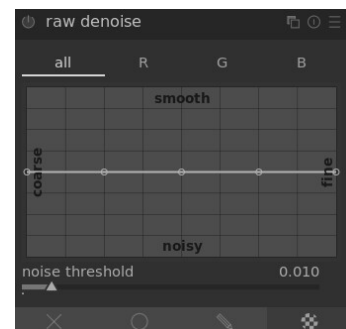 raw denoise
all R G B
smooth
coarse
fine
noisy
noise threshold 0.010